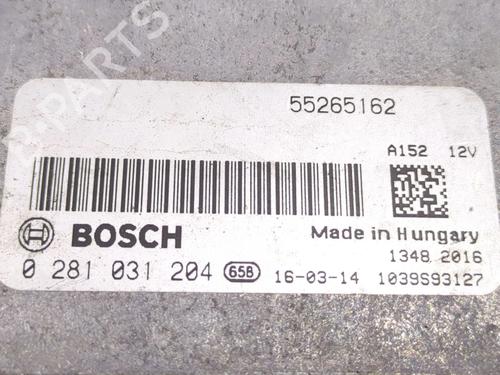 B-PARTS
55265162
A152 12V
BOSCH
Made in Hungary
1348 2016
0 281 031 204 658 16-03-14 1039S93127